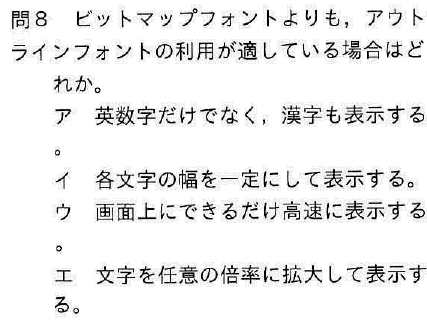 問８　ビットマップフォントよりも，アウト
ラインフォントの利用が適している場合はど
れか。
ア　英数字だけでなく，漢字も表示する
。
イ　各文字の幅を一定にして表示する。
ウ　画面上にできるだけ高速に表示する
。
エ　文字を任意の倍率に拡大して表示す
る。